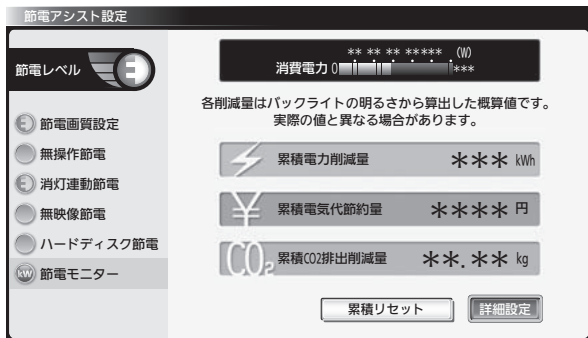 節電アシスト設定
節電レベル
節電画質設定
無操作節電
消灯連動節電
無映像節電
ハードディスク節電
kW 節電モニター
** ** ** ***** (W)
消費電力 0 ***
各削減量はバックライトの明るさから算出した概算値です。
実際の値と異なる場合があります。
累積電力削減量 *** kWh
¥ 累積電気代節約量 **** 円
CO2 累積CO2排出削減量 **.** kg
累積リセット 詳細設定